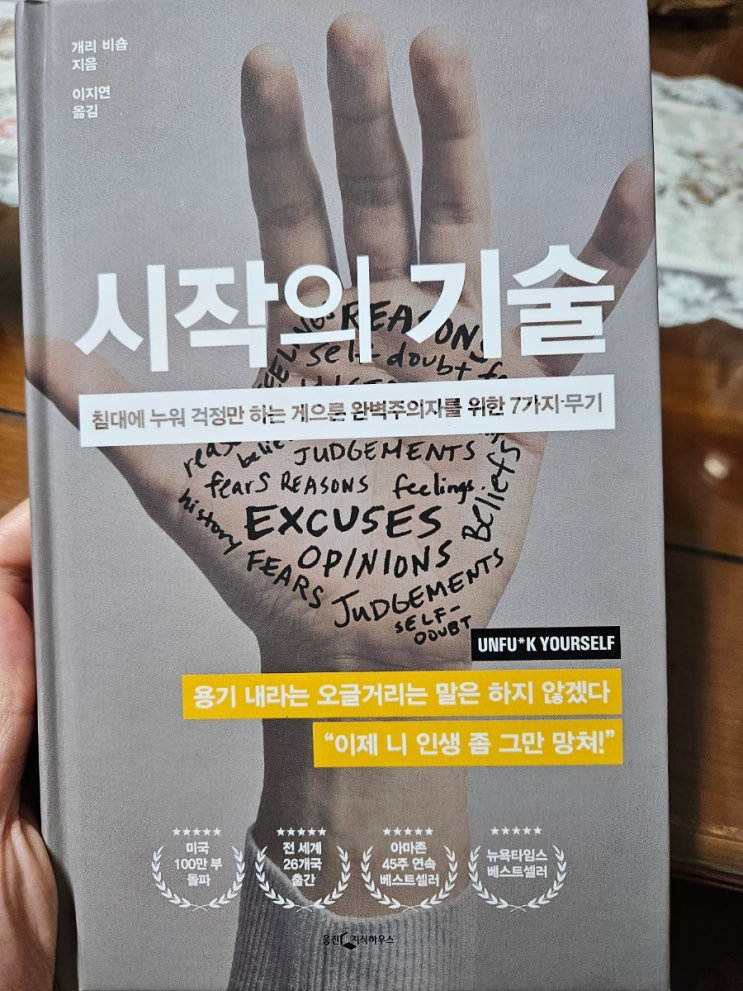 개리 비숍
지음
이지연
옮김
시작의 기술
FEELINGS REASONS
self doubt
침대에 누워 걱정만 하는 게으른 완벽주의자를 위한 7가지 무기
JUDGEMENTS
fears REASONS feelings.
Beliefs
history
EXCUSES
OPINIONS
FEARS
JUDGEMENTS
SELF-
DOUBT
UNFU*K YOURSELF
용기 내라는 오글거리는 말은 하지 않겠다
“이제 니 인생 좀 그만 망쳐!”
미국
100만 부
돌파
전 세계
26개국
출간
아마존
45주 연속
베스트셀러
뉴욕타임스
베스트셀러
웅진 지식하우스